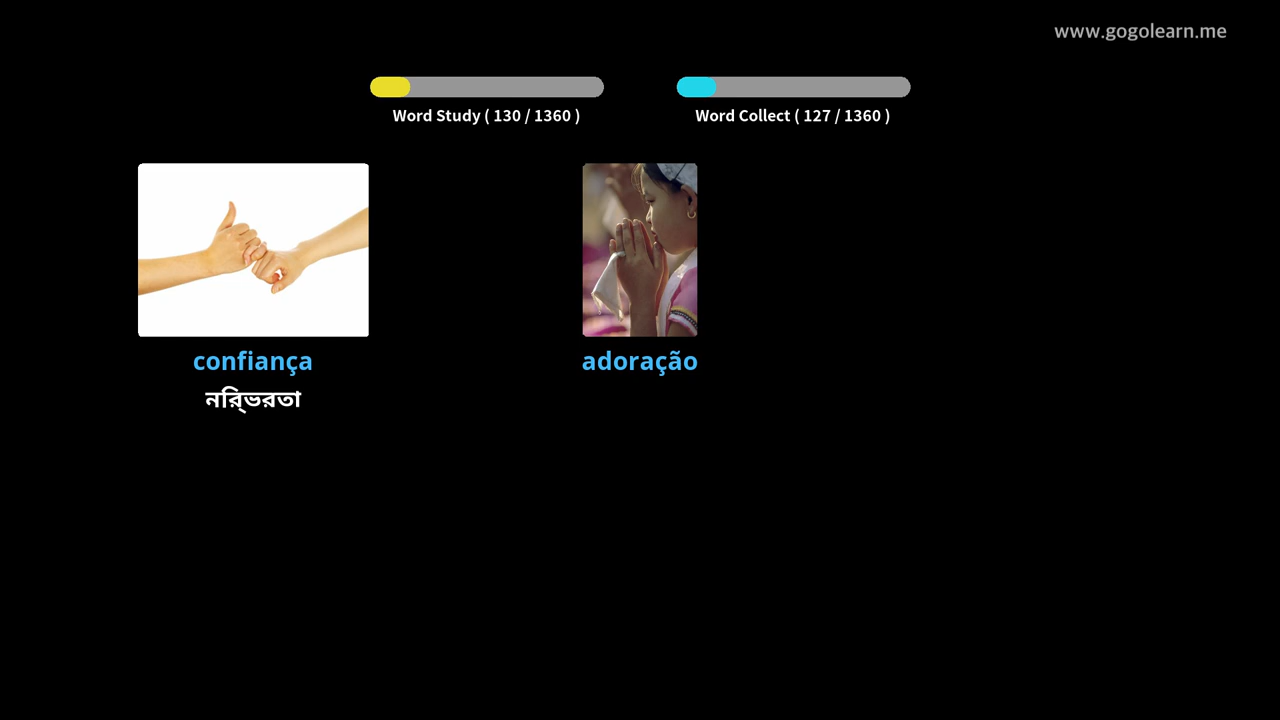 www.gogolearn.me
Word Study ( 130 / 1360 )
Word Collect ( 127 / 1360 )
confiança
adoração
নির্ভরতা